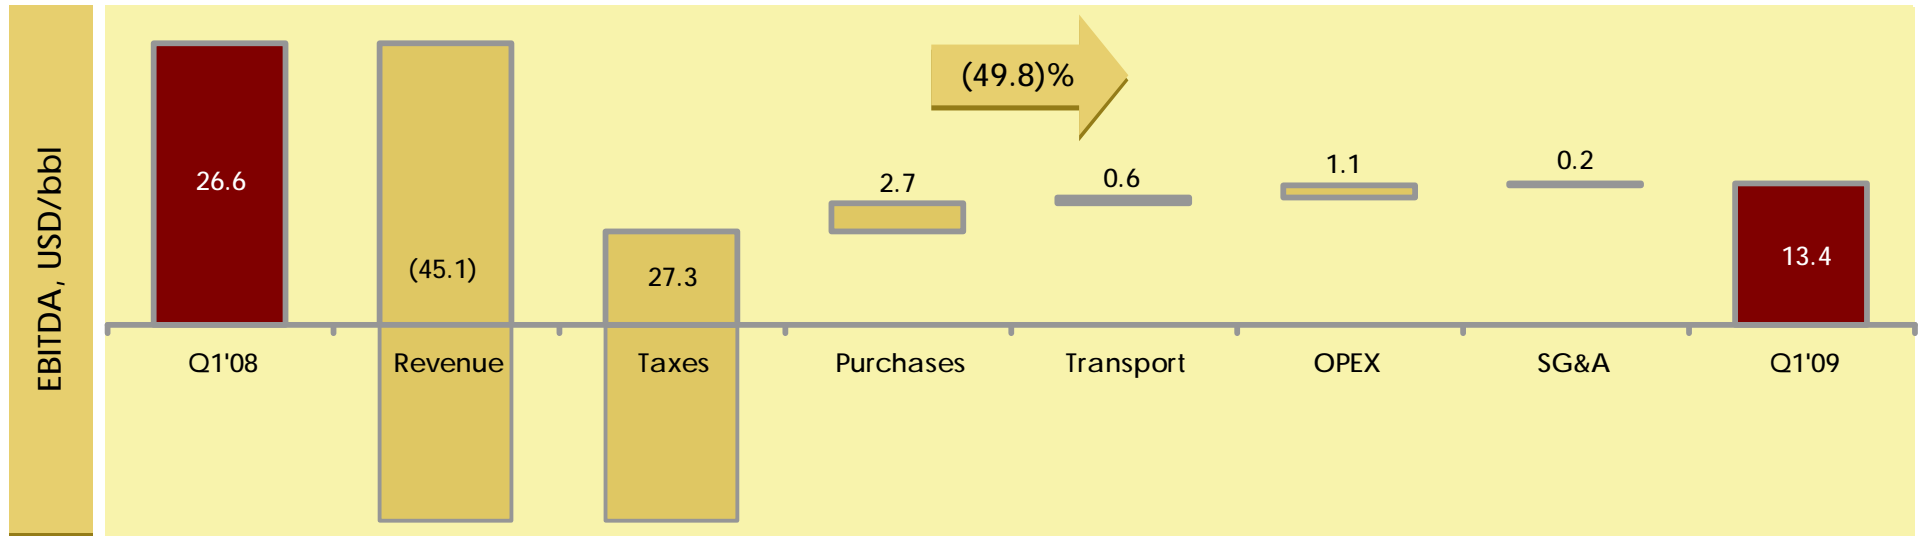 EBITDA, USD/bbl
(49.8)%
26.6
(45.1)
27.3
2.7
0.6
1.1
0.2
13.4
Q1'08
Revenue
Taxes
Purchases
Transport
OPEX
SG&A
Q1'09